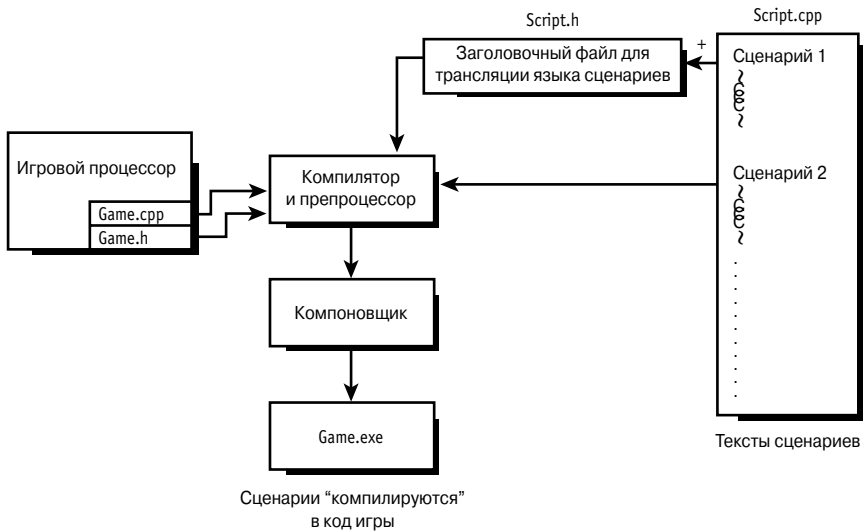 Script.h
Script.cpp
Заголовочный файл для
трансляции языка сценариев
+
Сценарий 1
Сценарий 2
Игровой процессор
Game.cpp
Game.h
Компилятор
и препроцессор
Компоновщик
Game.exe
Тексты сценариев
Сценарии “компилируются”
в код игры